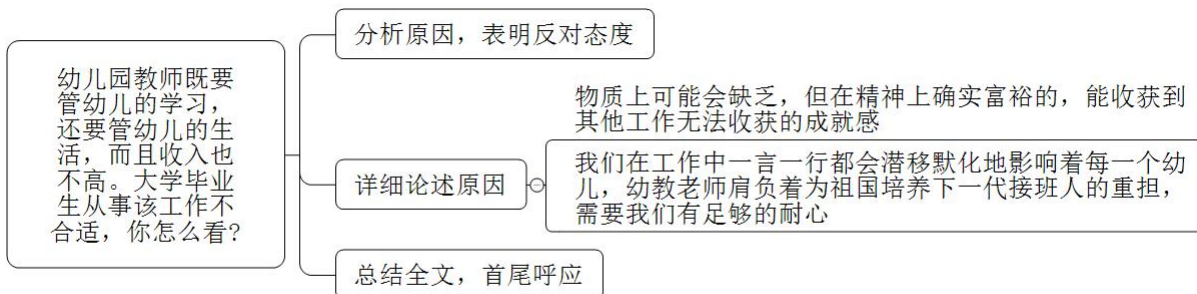 幼儿园教师既要
管幼儿的学习，
还要管幼儿的生
活，而且收入也
不高。大学毕业
生从事该工作不
合适，你怎么看?
分析原因，表明反对态度
详细论述原因
物质上可能会缺乏，但在精神上确实富裕的，能收获到
其他工作无法收获的成就感
我们在工作中一言一行都会潜移默化地影响着每一个幼
儿，幼教老师肩负着为祖国培养下一代接班人的重担，
需要我们有足够的耐心
总结全文，首尾呼应